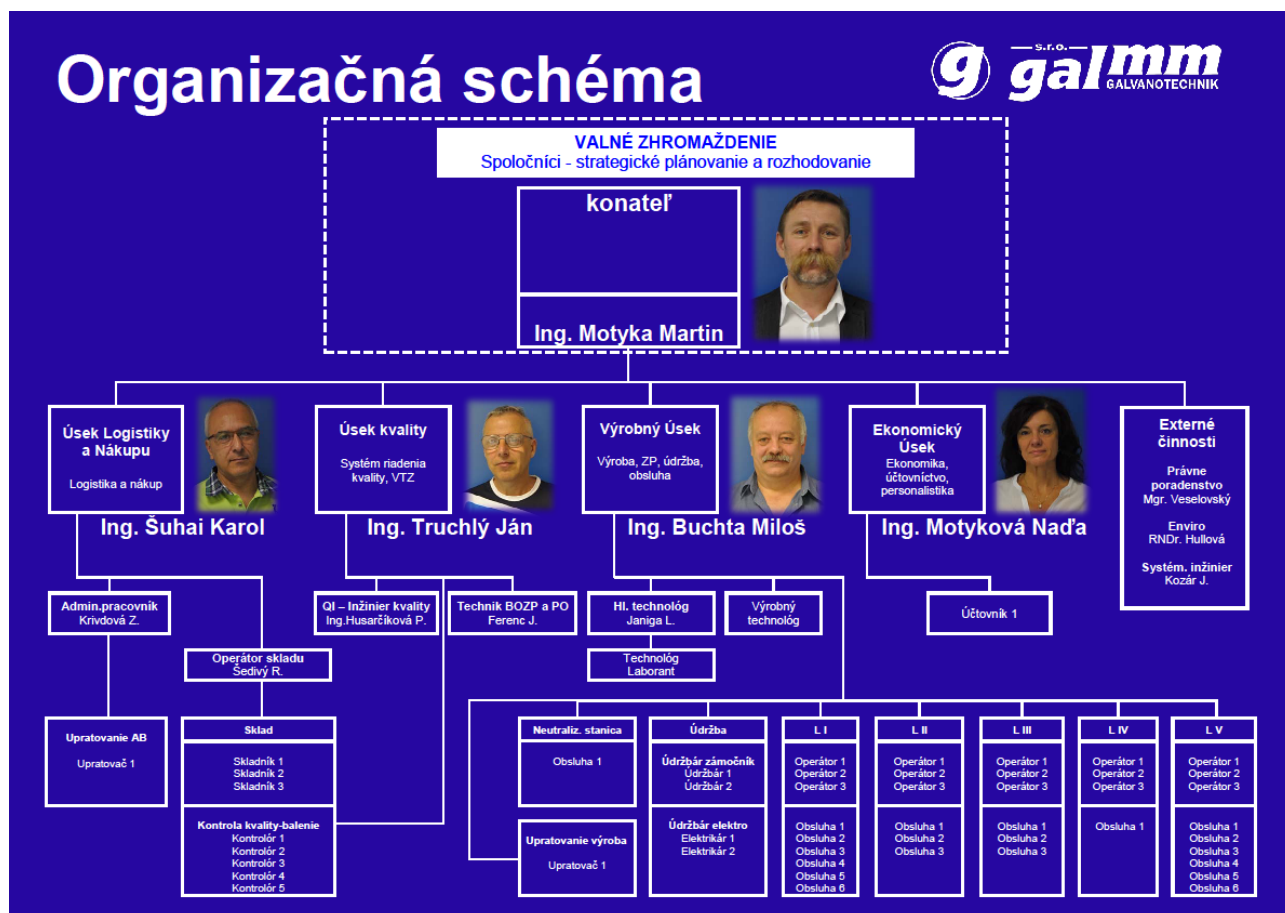 Organizačná schéma
g
s.r.o.
galmm
GALVANOTECHNIK
VALNÉ ZHROMAŽDENIE
Spoločníci - strategické plánovanie a rozhodovanie
konateľ
Ing. Motyka Martin
Úsek Logistiky
a Nákupu
Logistika a nákup
Ing. Šuhai Karol
Úsek kvality
Systém riadenia
kvality, VTZ
Ing. Truchlý Ján
Výrobný Úsek
Výroba, ZP, údržba,
obsluha
Ing. Buchta Miloš
Ekonomický
Úsek
Ekonomika,
účtovníctvo,
personalistika
Ing. Motyková Naďa
Externé
činnosti
Právne
poradenstvo
Mgr. Veselovský
Enviro
RNDr. Hullová
Systém. inižinier
Kozár J.
Admin.pracovník
Krivdová Z.
Operátor skladu
Šedivý R.
QI – Inžinier kvality
Ing.Husarčíková P.
Technik BOZP a PO
Ferenc J.
Hl. technológ
Janiga L.
Technológ
Laborant
Výrobný
technológ
Účtovník 1
Upratovanie AB
Upratovač 1
Sklad
Skladník 1
Skladník 2
Skladník 3
Kontrola kvality-balenie
Kontrolór 1
Kontrolór 2
Kontrolór 3
Kontrolór 4
Kontrolór 5
Neutraliz. stanica
Obsluha 1
Upratovanie výroba
Upratovač 1
Údržba
Údržbár zámočník
Údržbár 1
Údržbár 2
Údržbár elektro
Elektrikár 1
Elektrikár 2
L I
Operátor 1
Operátor 2
Operátor 3
Obsluha 1
Obsluha 2
Obsluha 3
Obsluha 4
Obsluha 5
Obsluha 6
L II
Operátor 1
Operátor 2
Operátor 3
Obsluha 1
Obsluha 2
Obsluha 3
L III
Operátor 1
Operátor 2
Operátor 3
Obsluha 1
Obsluha 2
Obsluha 3
L IV
Operátor 1
Operátor 2
Operátor 3
Obsluha 1
L V
Operátor 1
Operátor 2
Operátor 3
Obsluha 1
Obsluha 2
Obsluha 3
Obsluha 4
Obsluha 5
Obsluha 6